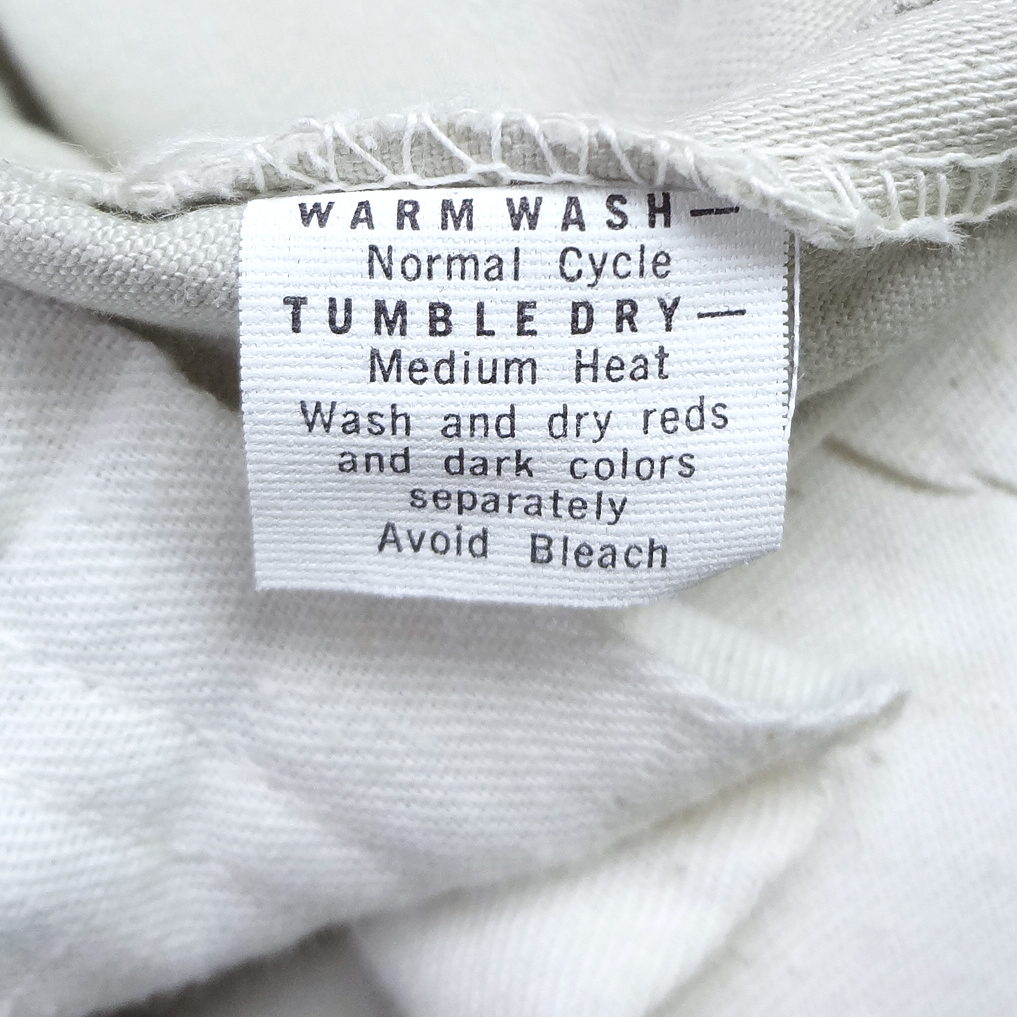 WARM WASH—
Normal Cycle
TUMBLE DRY—
Medium Heat
Wash and dry reds
and dark colors
separately
Avoid Bleach